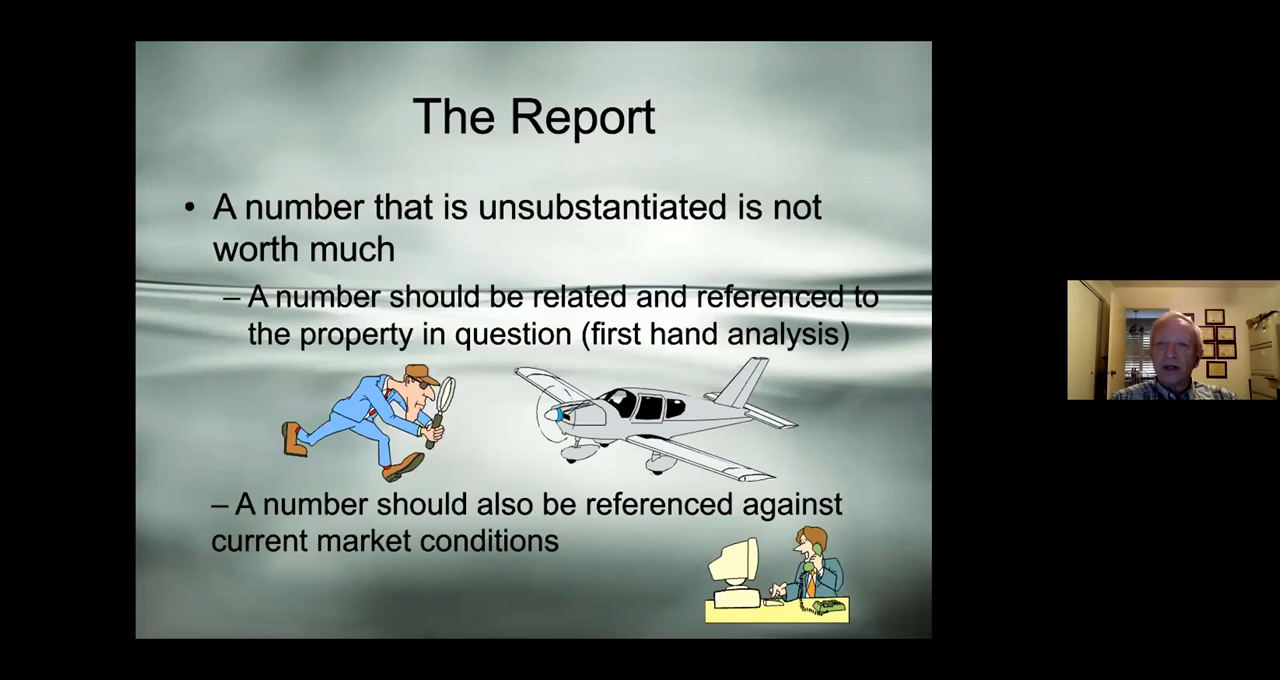 The Report
• A number that is unsubstantiated is not
worth much
– A number should be related and referenced to
the property in question (first hand analysis)
– A number should also be referenced against
current market conditions